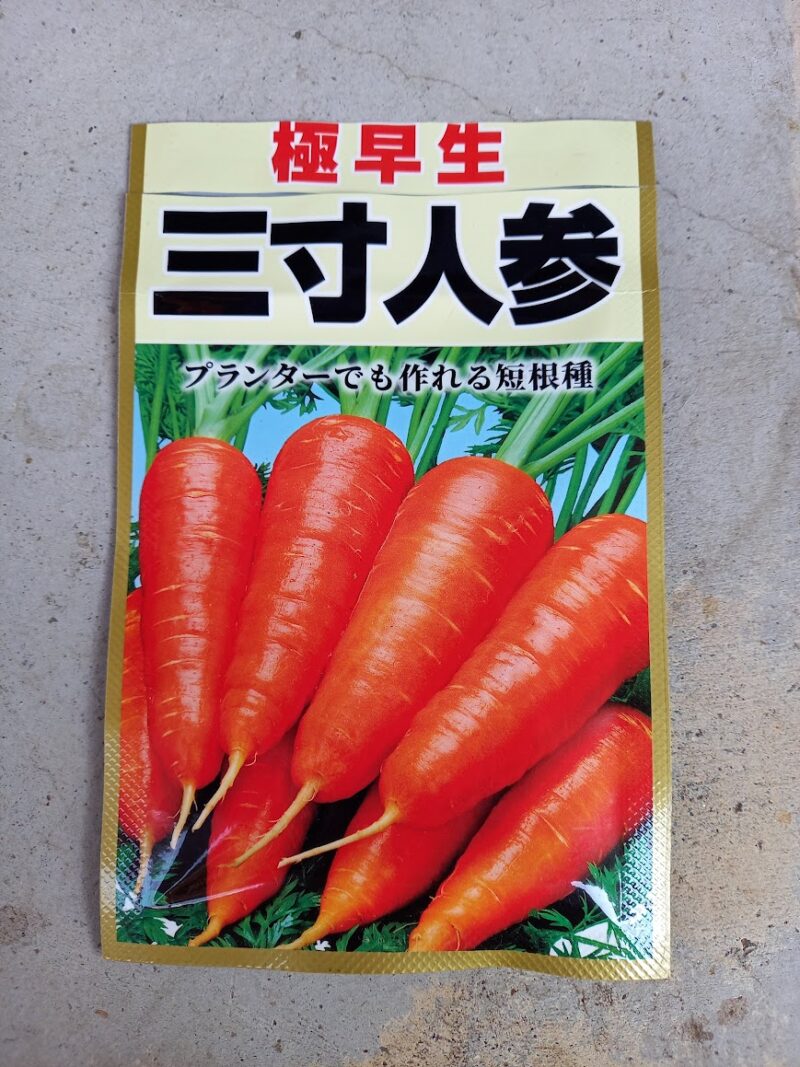 極早生
三寸人参
プランターでも作れる短根種